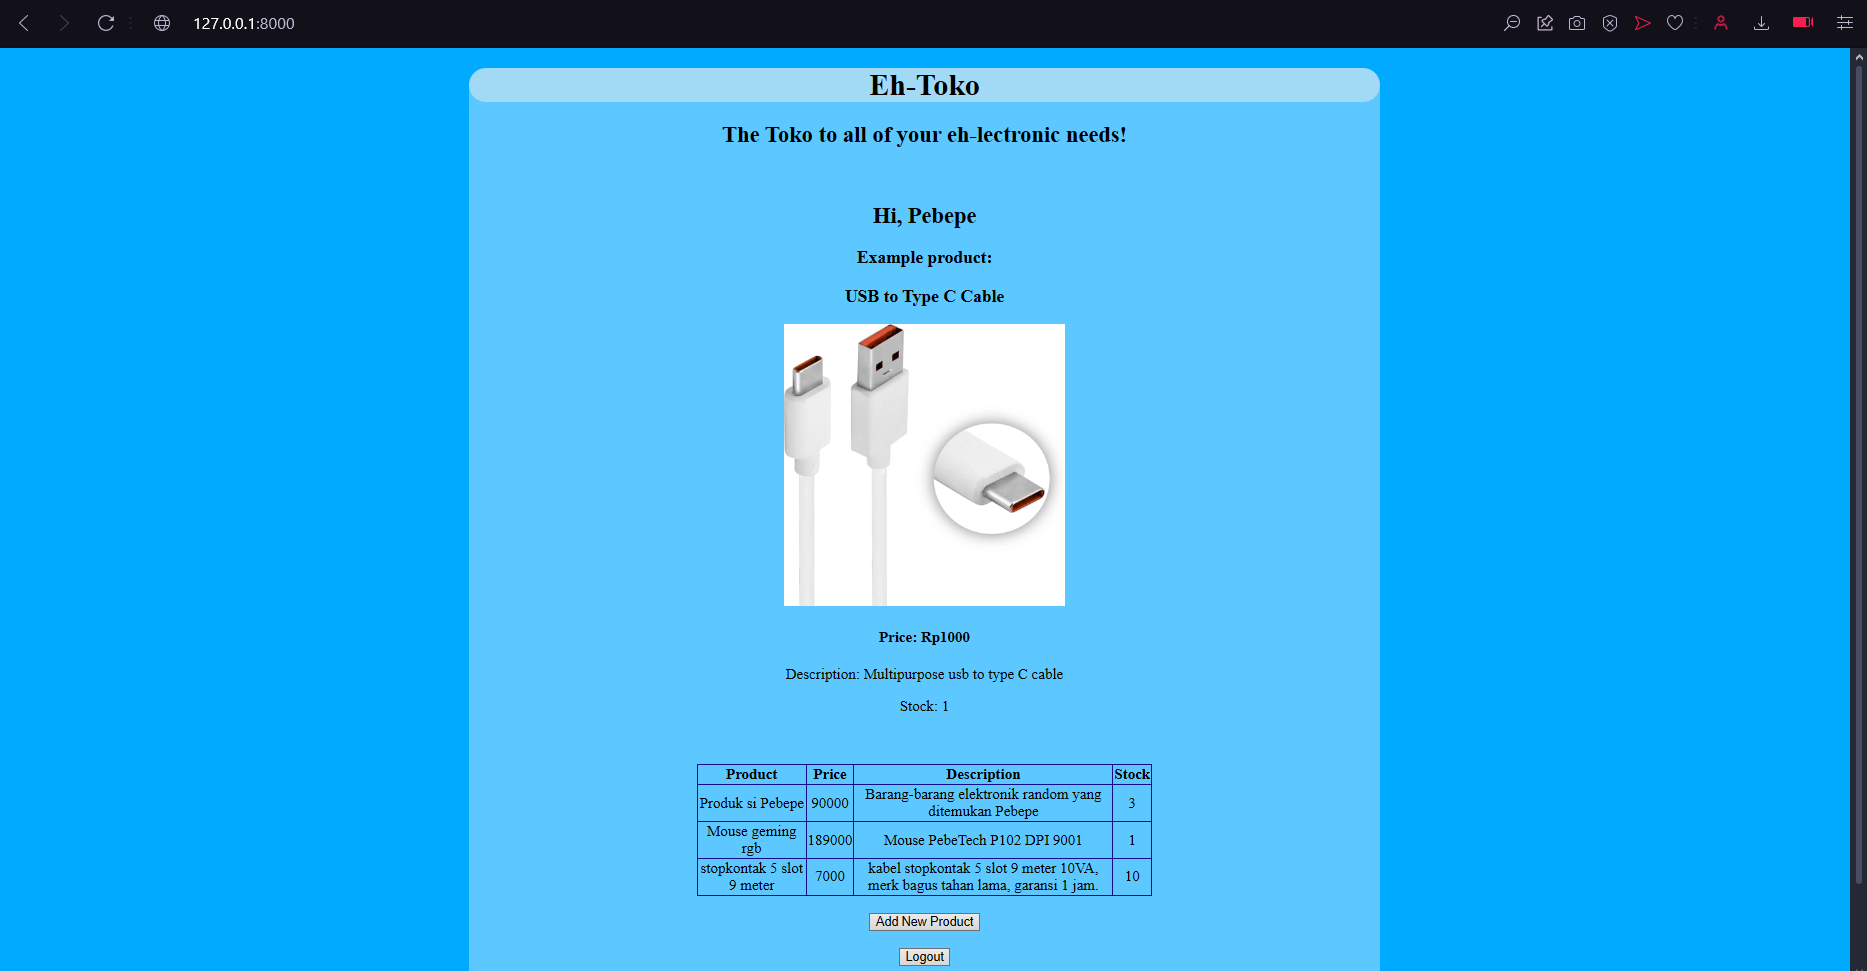 127.0.0.1:8000
Eh-Toko
The Toko to all of your eh-lectronic needs!
Hi, Pebepe
Example product:
USB to Type C Cable
Price: Rp1000
Description: Multipurpose usb to type C cable
Stock: 1
Product Price Description Stock
Produk si Pebepe 90000 Barang-barang elektronik random yang
ditemukan Pebepe 3
Mouse geming
rgb 189000 Mouse PebeTech P102 DPI 9001 1
stopkontak 5 slot
9 meter 7000 kabel stopkontak 5 slot 9 meter 10VA,
merk bagus tahan lama, garansi 1 jam. 10
Add New Product
Logout